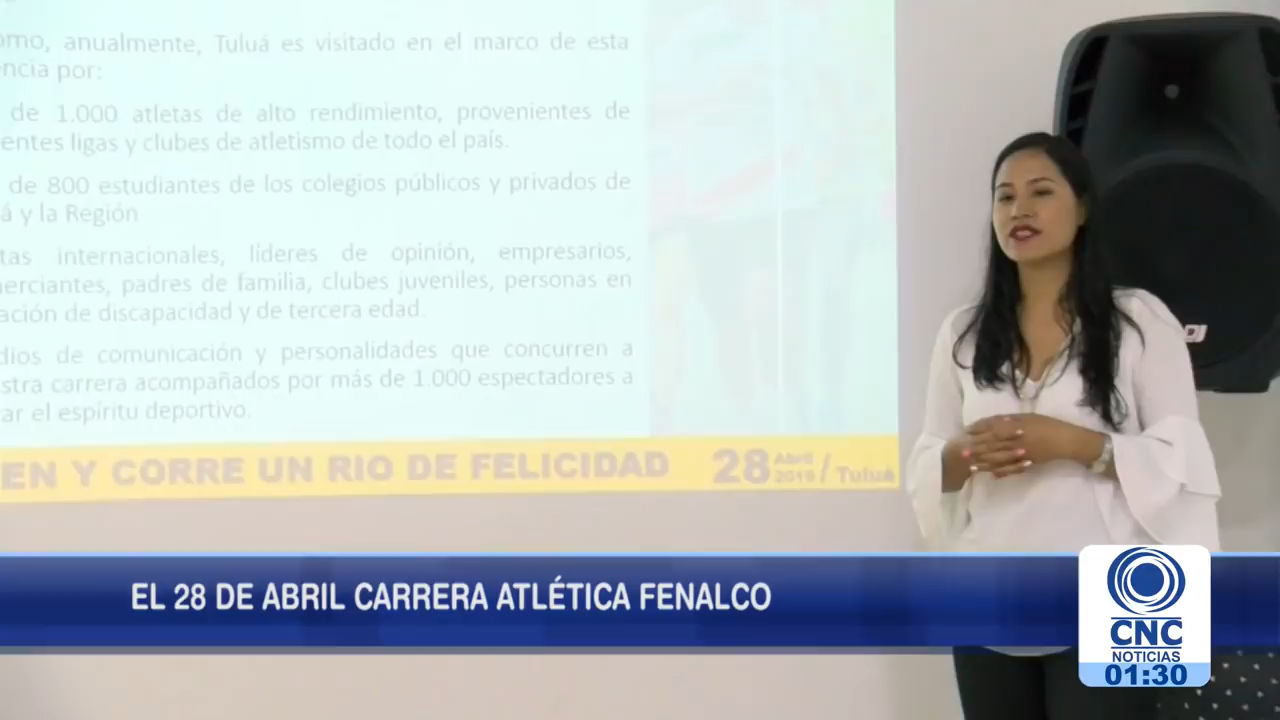 omo, anualmente, Tuluá es visitado en el marco de esta
encia por:
de 1.000 atletas de alto rendimiento, provenientes de
entes ligas y clubes de atletismo de todo el país.
de 800 estudiantes de los colegios públicos y privados de
á y la Región
tas internacionales, líderes de opinión, empresarios,
erciantes, padres de familia, clubes juveniles, personas en
ación de discapacidad y de tercera edad.
dios de comunicación y personalidades que concurren a
stra carrera acompañados por más de 1.000 espectadores a
ar el espíritu deportivo.
EN Y CORRE UN RIO DE FELICIDAD
28 Abril 2019 / Tuluá
EL 28 DE ABRIL CARRERA ATLÉTICA FENALCO
CNC
NOTICIAS
01:30